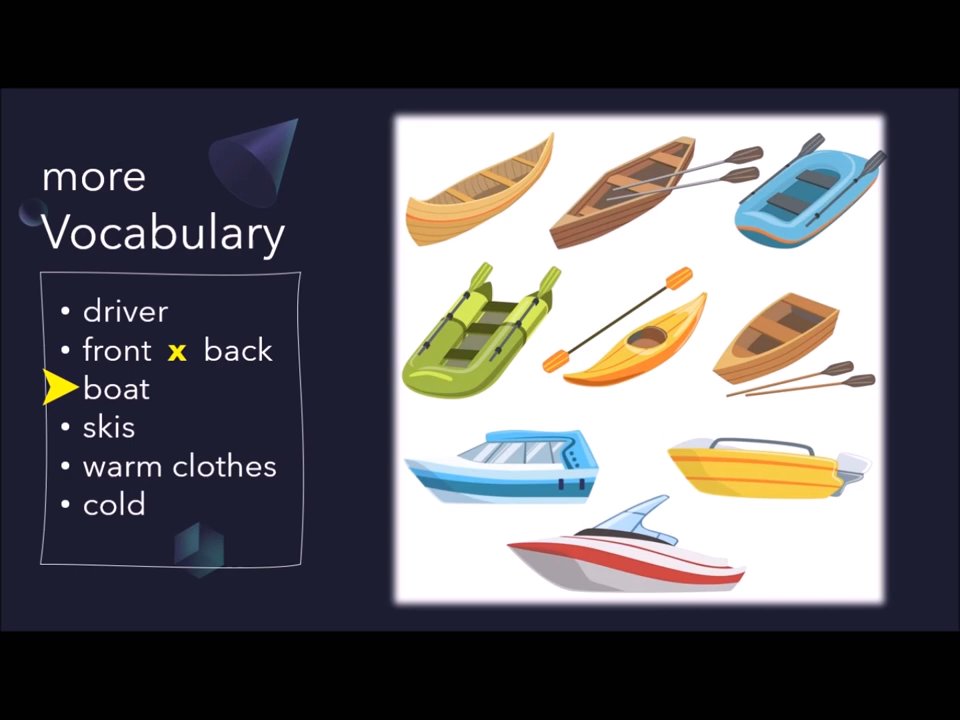 more
Vocabulary
• driver
• front x back
boat
• skis
• warm clothes
• cold